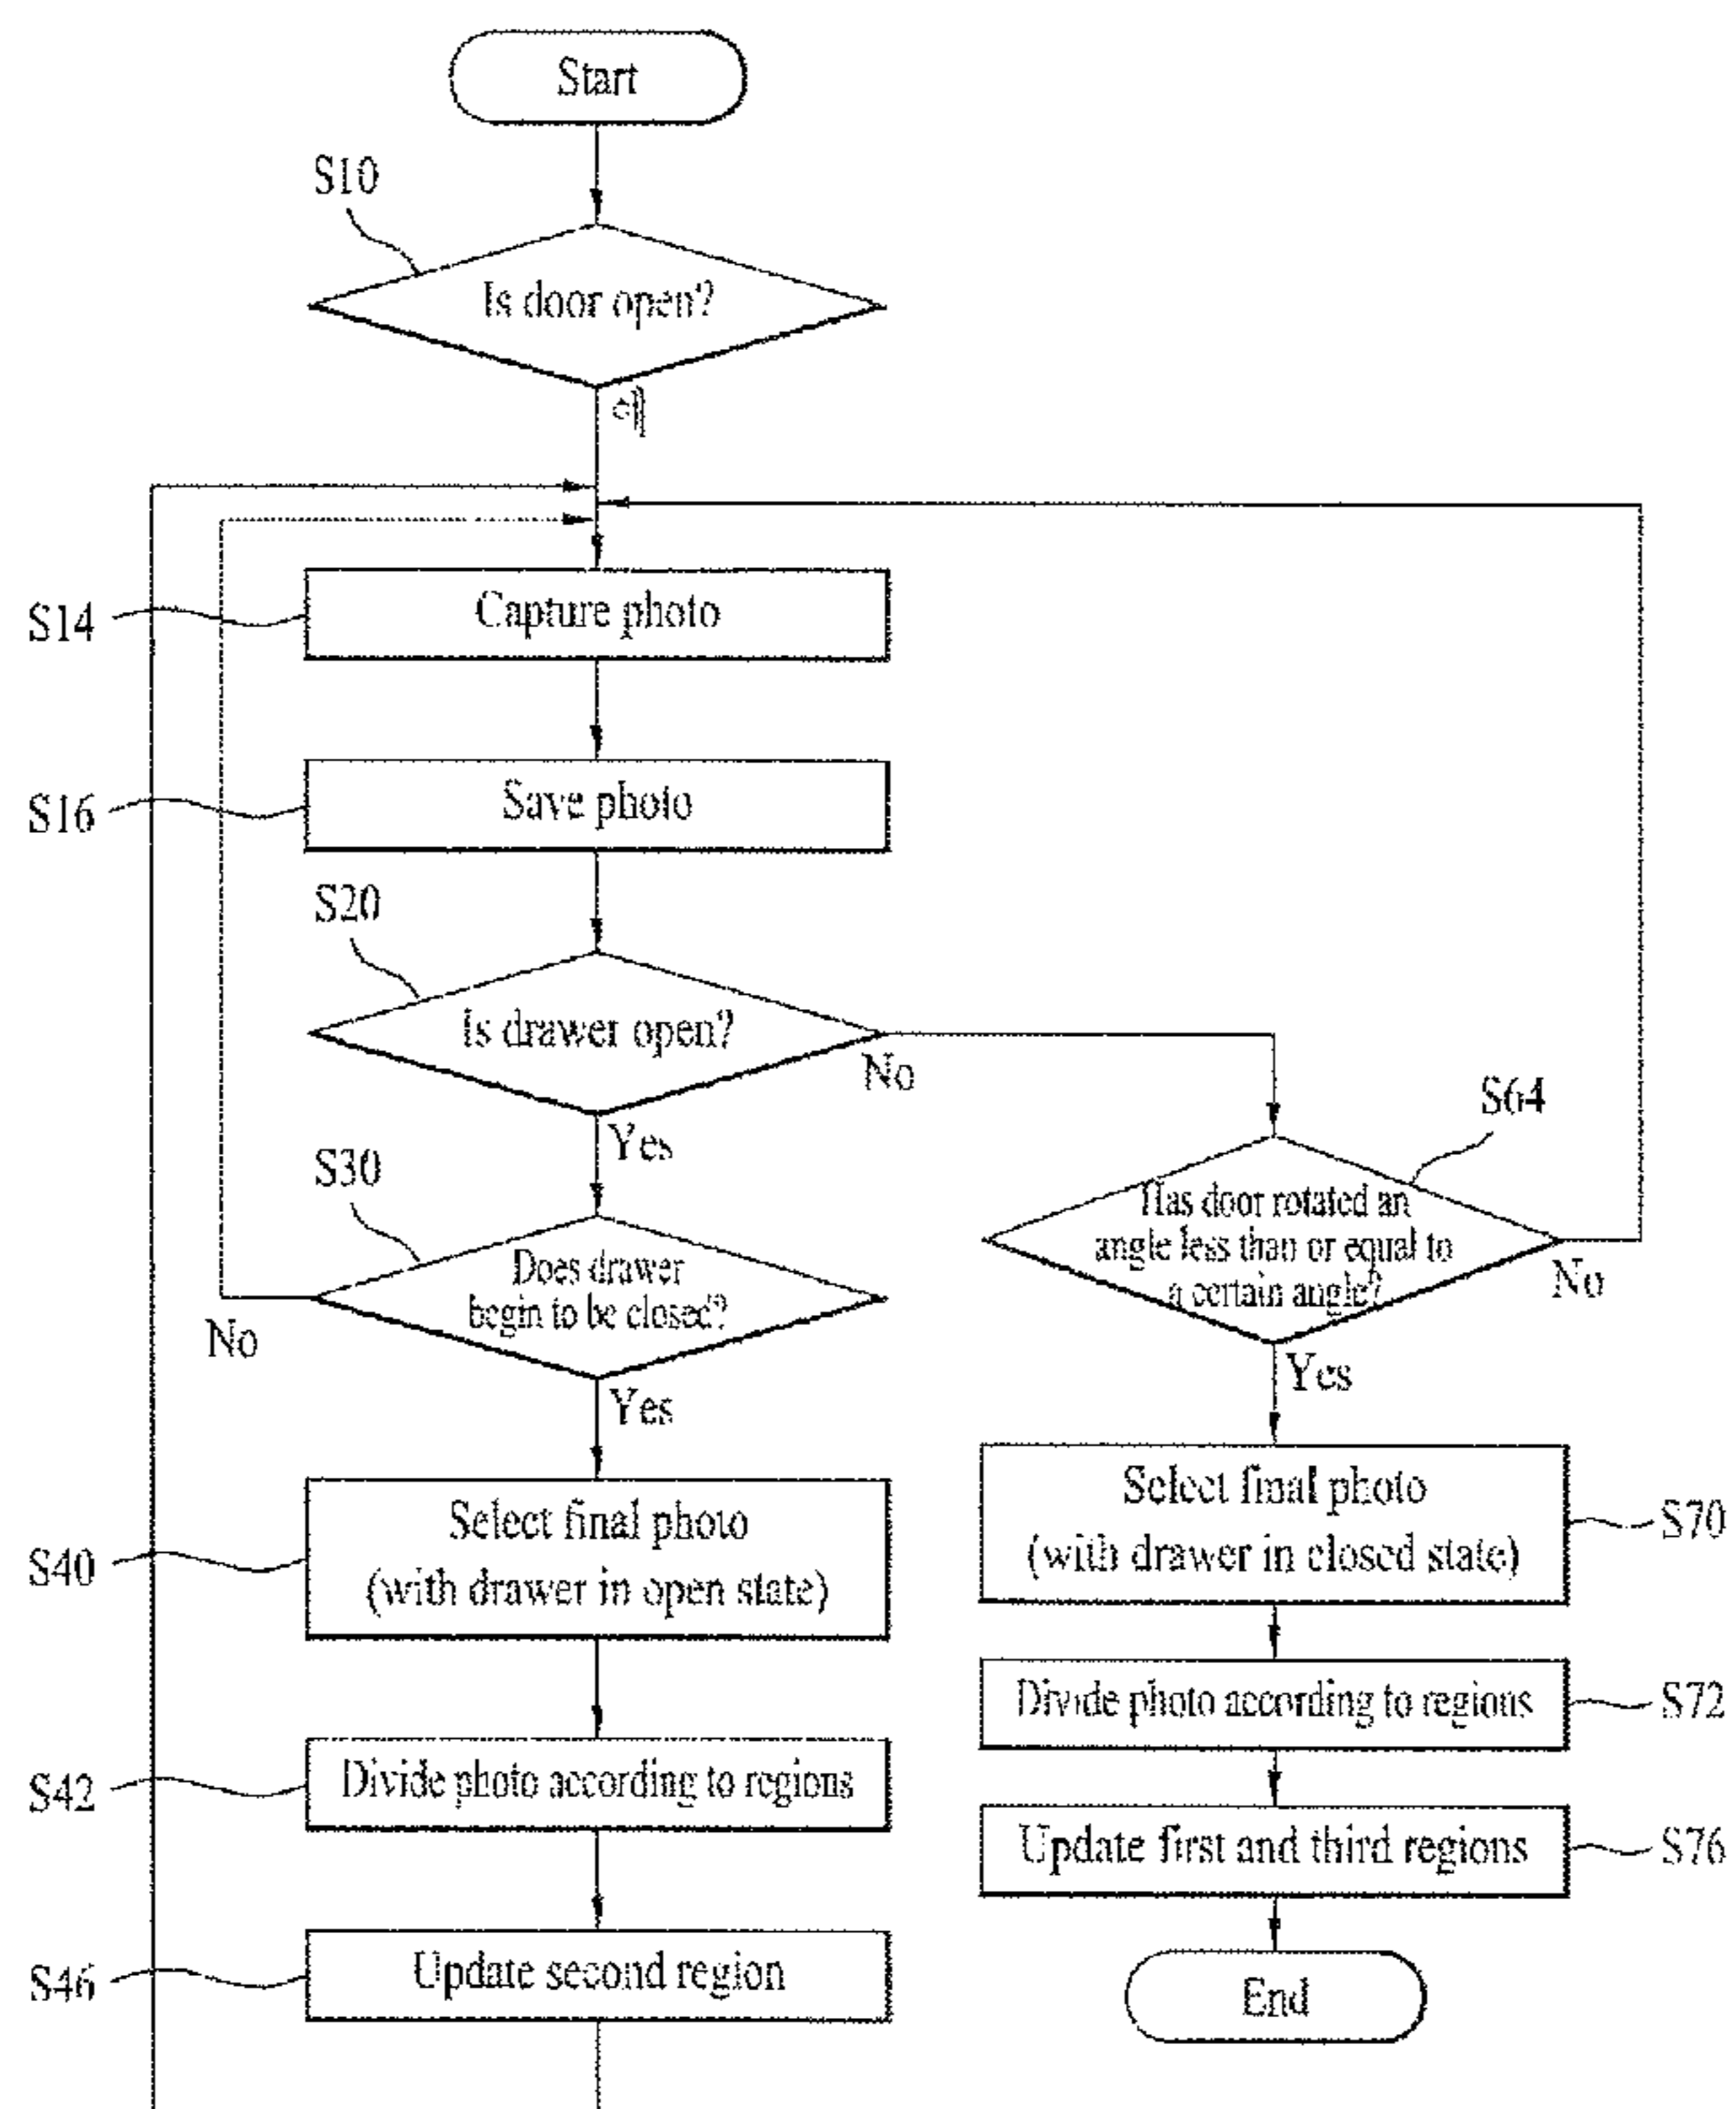 Start
S10
Is door open?
예
S14
Capture photo
S16
Save photo
S20
Is drawer open?
No
Yes
S30
Does drawer
begin to be closed?
No
Yes
S64
Has door rotated an
angle less than or equal to
a certain angle?
No
Yes
S40
Select final photo
(with drawer in open state)
S42
Divide photo according to regions
S46
Update second region
Select final photo
(with drawer in closed state)
S70
Divide photo according to regions
S72
Update first and third regions
S76
End